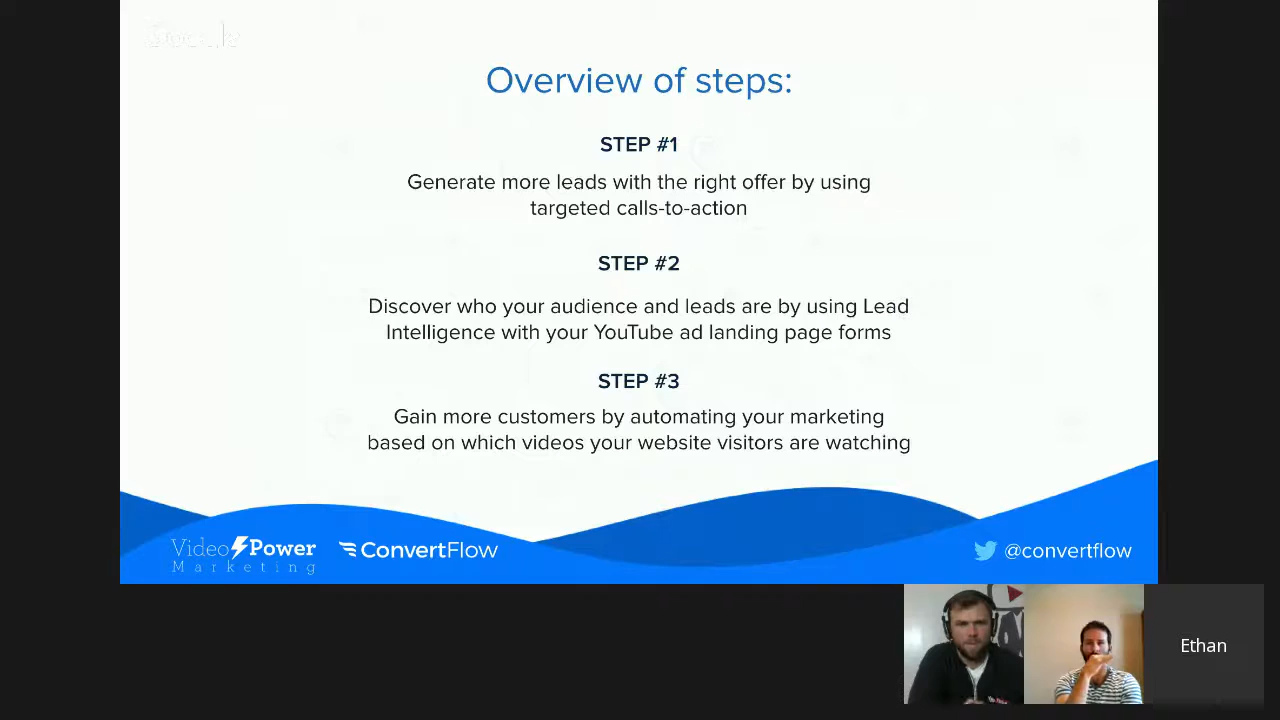 Overview of steps:
STEP #1
Generate more leads with the right offer by using
targeted calls-to-action
STEP #2
Discover who your audience and leads are by using Lead
Intelligence with your YouTube ad landing page forms
STEP #3
Gain more customers by automating your marketing
based on which videos your website visitors are watching
Video Power
Marketing
ConvertFlow
@convertflow
Ethan